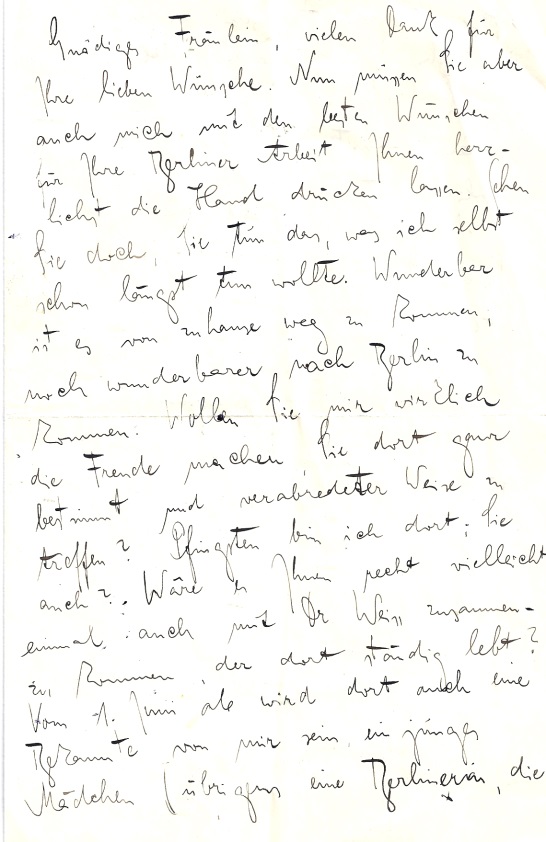 Gnädiges Fräulein, vielen Dank für
Ihre lieben Wünsche. Nun müssen Sie aber
auch mich mit den besten Wünschen
für Ihre Berliner Arbeit Ihnen herz-
lichst die Hand drücken lassen.
Sie doch, Sie tun das, was ich selbst
schon längst tun wollte. Wunderbar
ist es von zuhause weg zu kommen,
noch wunderbarer nach Berlin zu
kommen. Wollen Sie mir wirklich
die Freude machen, Sie dort ganz
bestimmt und verabredeter Weise zu
treffen? Pfingsten bin ich dort; Sie
auch? Wäre es Ihnen recht vielleicht
einmal auch mit Dr Weiss zusammen-
zu kommen, der dort ständig lebt?
Vom 1. Juni ab wird dort auch eine
Bekannte von mir sein, ein junges
Mädchen (übrigens eine Berlinerin, die